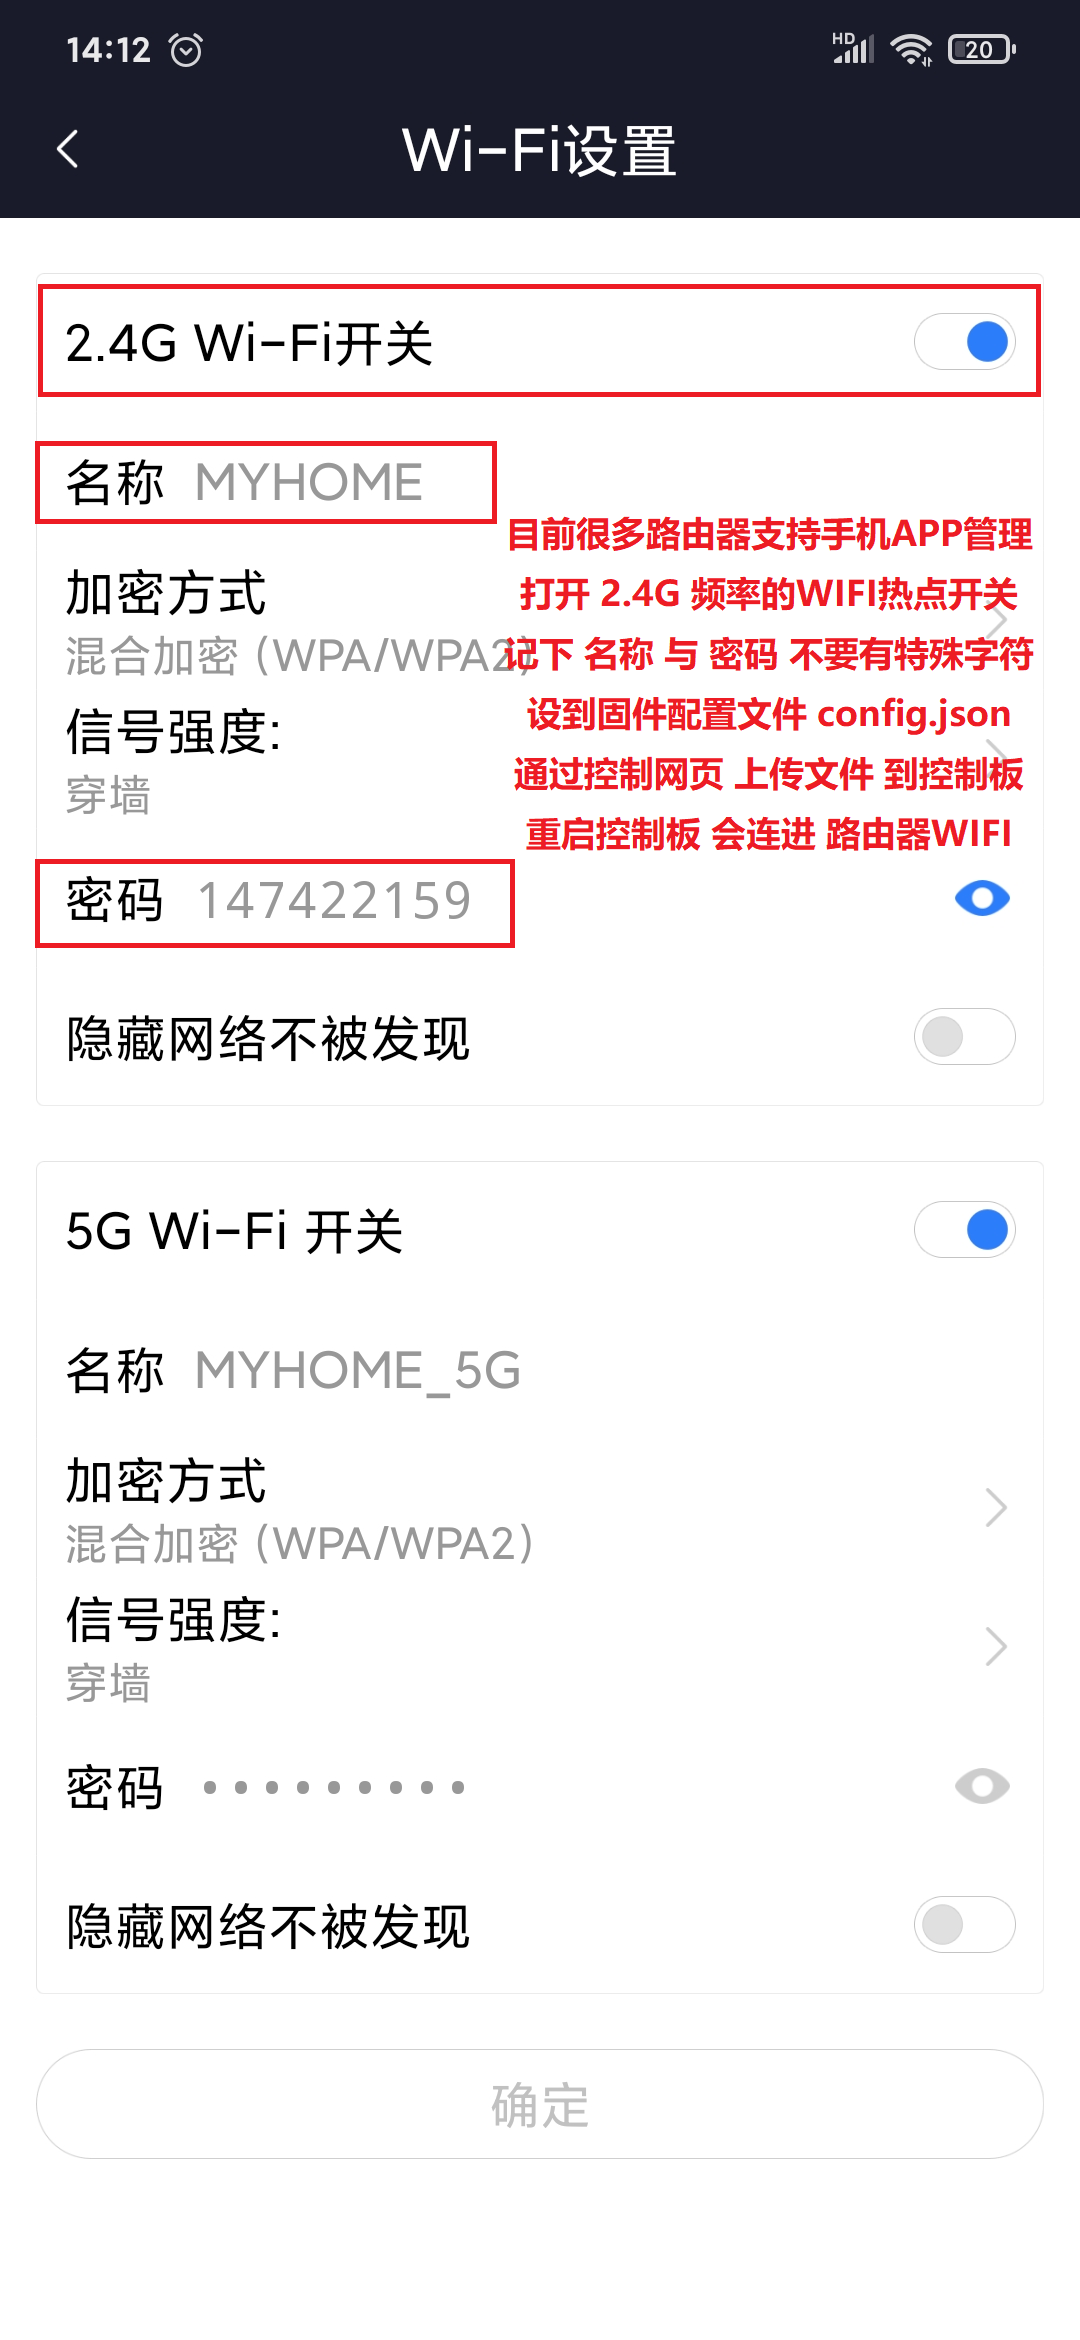 14:12
HD
20
Wi-Fi设置
2.4G Wi-Fi开关
名称 MYHOME
目前很多路由器支持手机APP管理
打开 2.4G 频率的WIFI热点开关
加密方式
混合加密 (WPA/WPA2)
记下 名称 与 密码 不要有特殊字符
设到固件配置文件 config.json
信号强度:
穿墙
通过控制网页 上传文件 到控制板
重启控制板 会连进 路由器WIFI
密码 147422159
隐藏网络不被发现
5G Wi-Fi 开关
名称 MYHOME_5G
加密方式
混合加密 (WPA/WPA2)
信号强度:
穿墙
密码 •••••••••
隐藏网络不被发现
确定